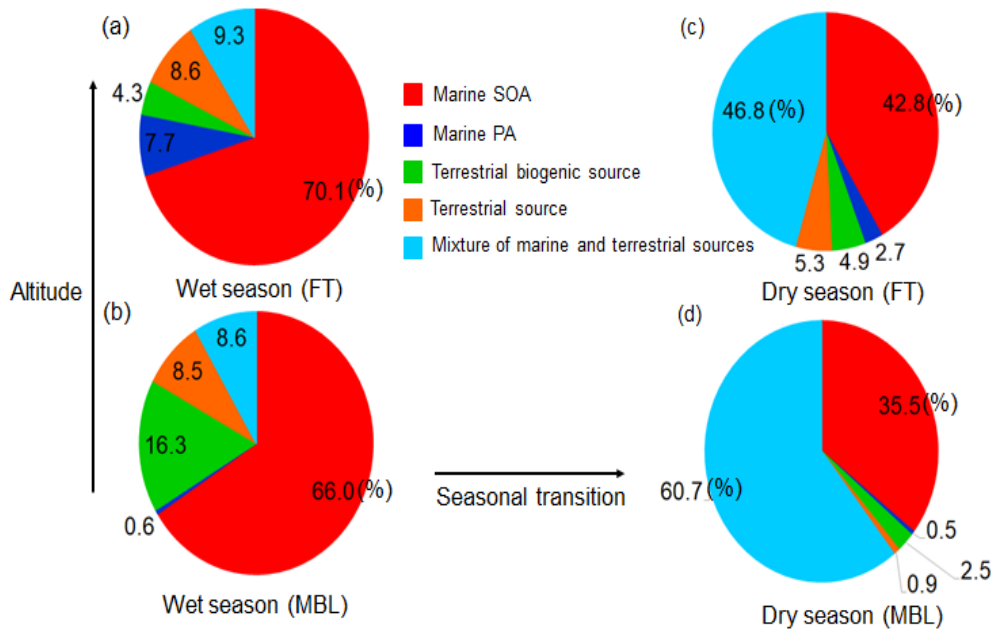 (a)
9.3
8.6
4.3
7.7
70.1(%)
Wet season (FT)
Marine SOA
Marine PA
Terrestrial biogenic source
Terrestrial source
Mixture of marine and terrestrial sources
(c)
46.8(%)
42.8(%)
5.3
4.9
2.7
Dry season (FT)
Altitude
(b)
8.6
8.5
16.3
0.6
66.0(%)
Wet season (MBL)
Seasonal transition
(d)
35.5(%)
60.7(%)
0.5
2.5
0.9
Dry season (MBL)